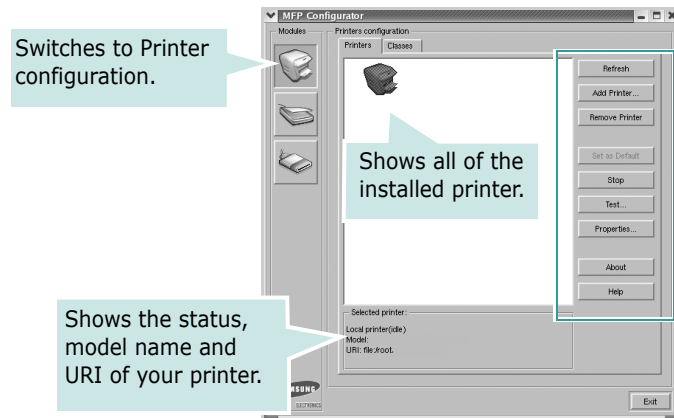 MFP Configurator
Modules
Printers configuration
Printers
Classes
Switches to Printer
configuration.
Refresh
Add Printer...
Remove Printer
Set as Default
Stop
Test...
Properties...
About
Help
Shows all of the
installed printer.
Selected printer:
Local printer(idle)
Model:
URI: file:/root.
Shows the status,
model name and
URI of your printer.
ELECTRONICS
Exit